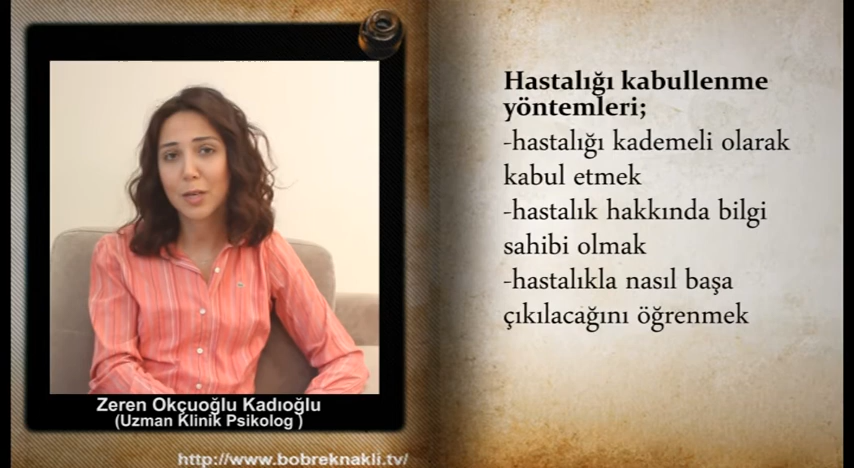 Hastalığı kabullenme
yöntemleri;
-hastalığı kademeli olarak
kabul etmek
-hastalık hakkında bilgi
sahibi olmak
-hastalıkla nasıl başa
çıkılacağını öğrenmek
Zeren Okçuoğlu Kadıoğlu
(Uzman Klinik Psikolog )
http://www.bobreknakli.tv/